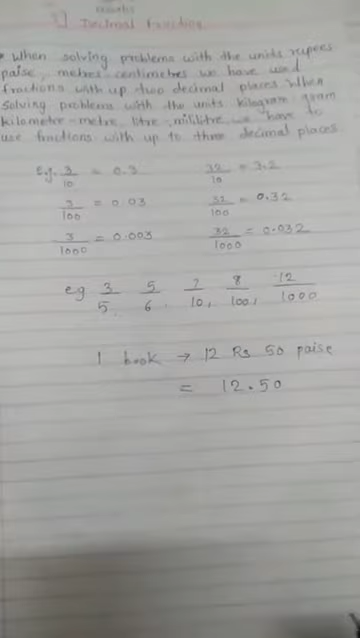 maths
Decimal fraction
* When solving problems with the units rupees
paise, metres-centimetres we have used
fractions with up two decimal places When
Solving problems with the units kilogram-gram
kilometre-metre, litre-mililitre we have to
use fractions with up to three decimal places
E.g. 3/10 = 0.3 32/10 = 3.2
3/100 = 0.03 32/100 = 0.32
3/1000 = 0.003 32/1000 = 0.032
eg 3/5, 5/6, 7/10, 8/100, 12/1000
1 book → 12 Rs 50 paise
= 12.50